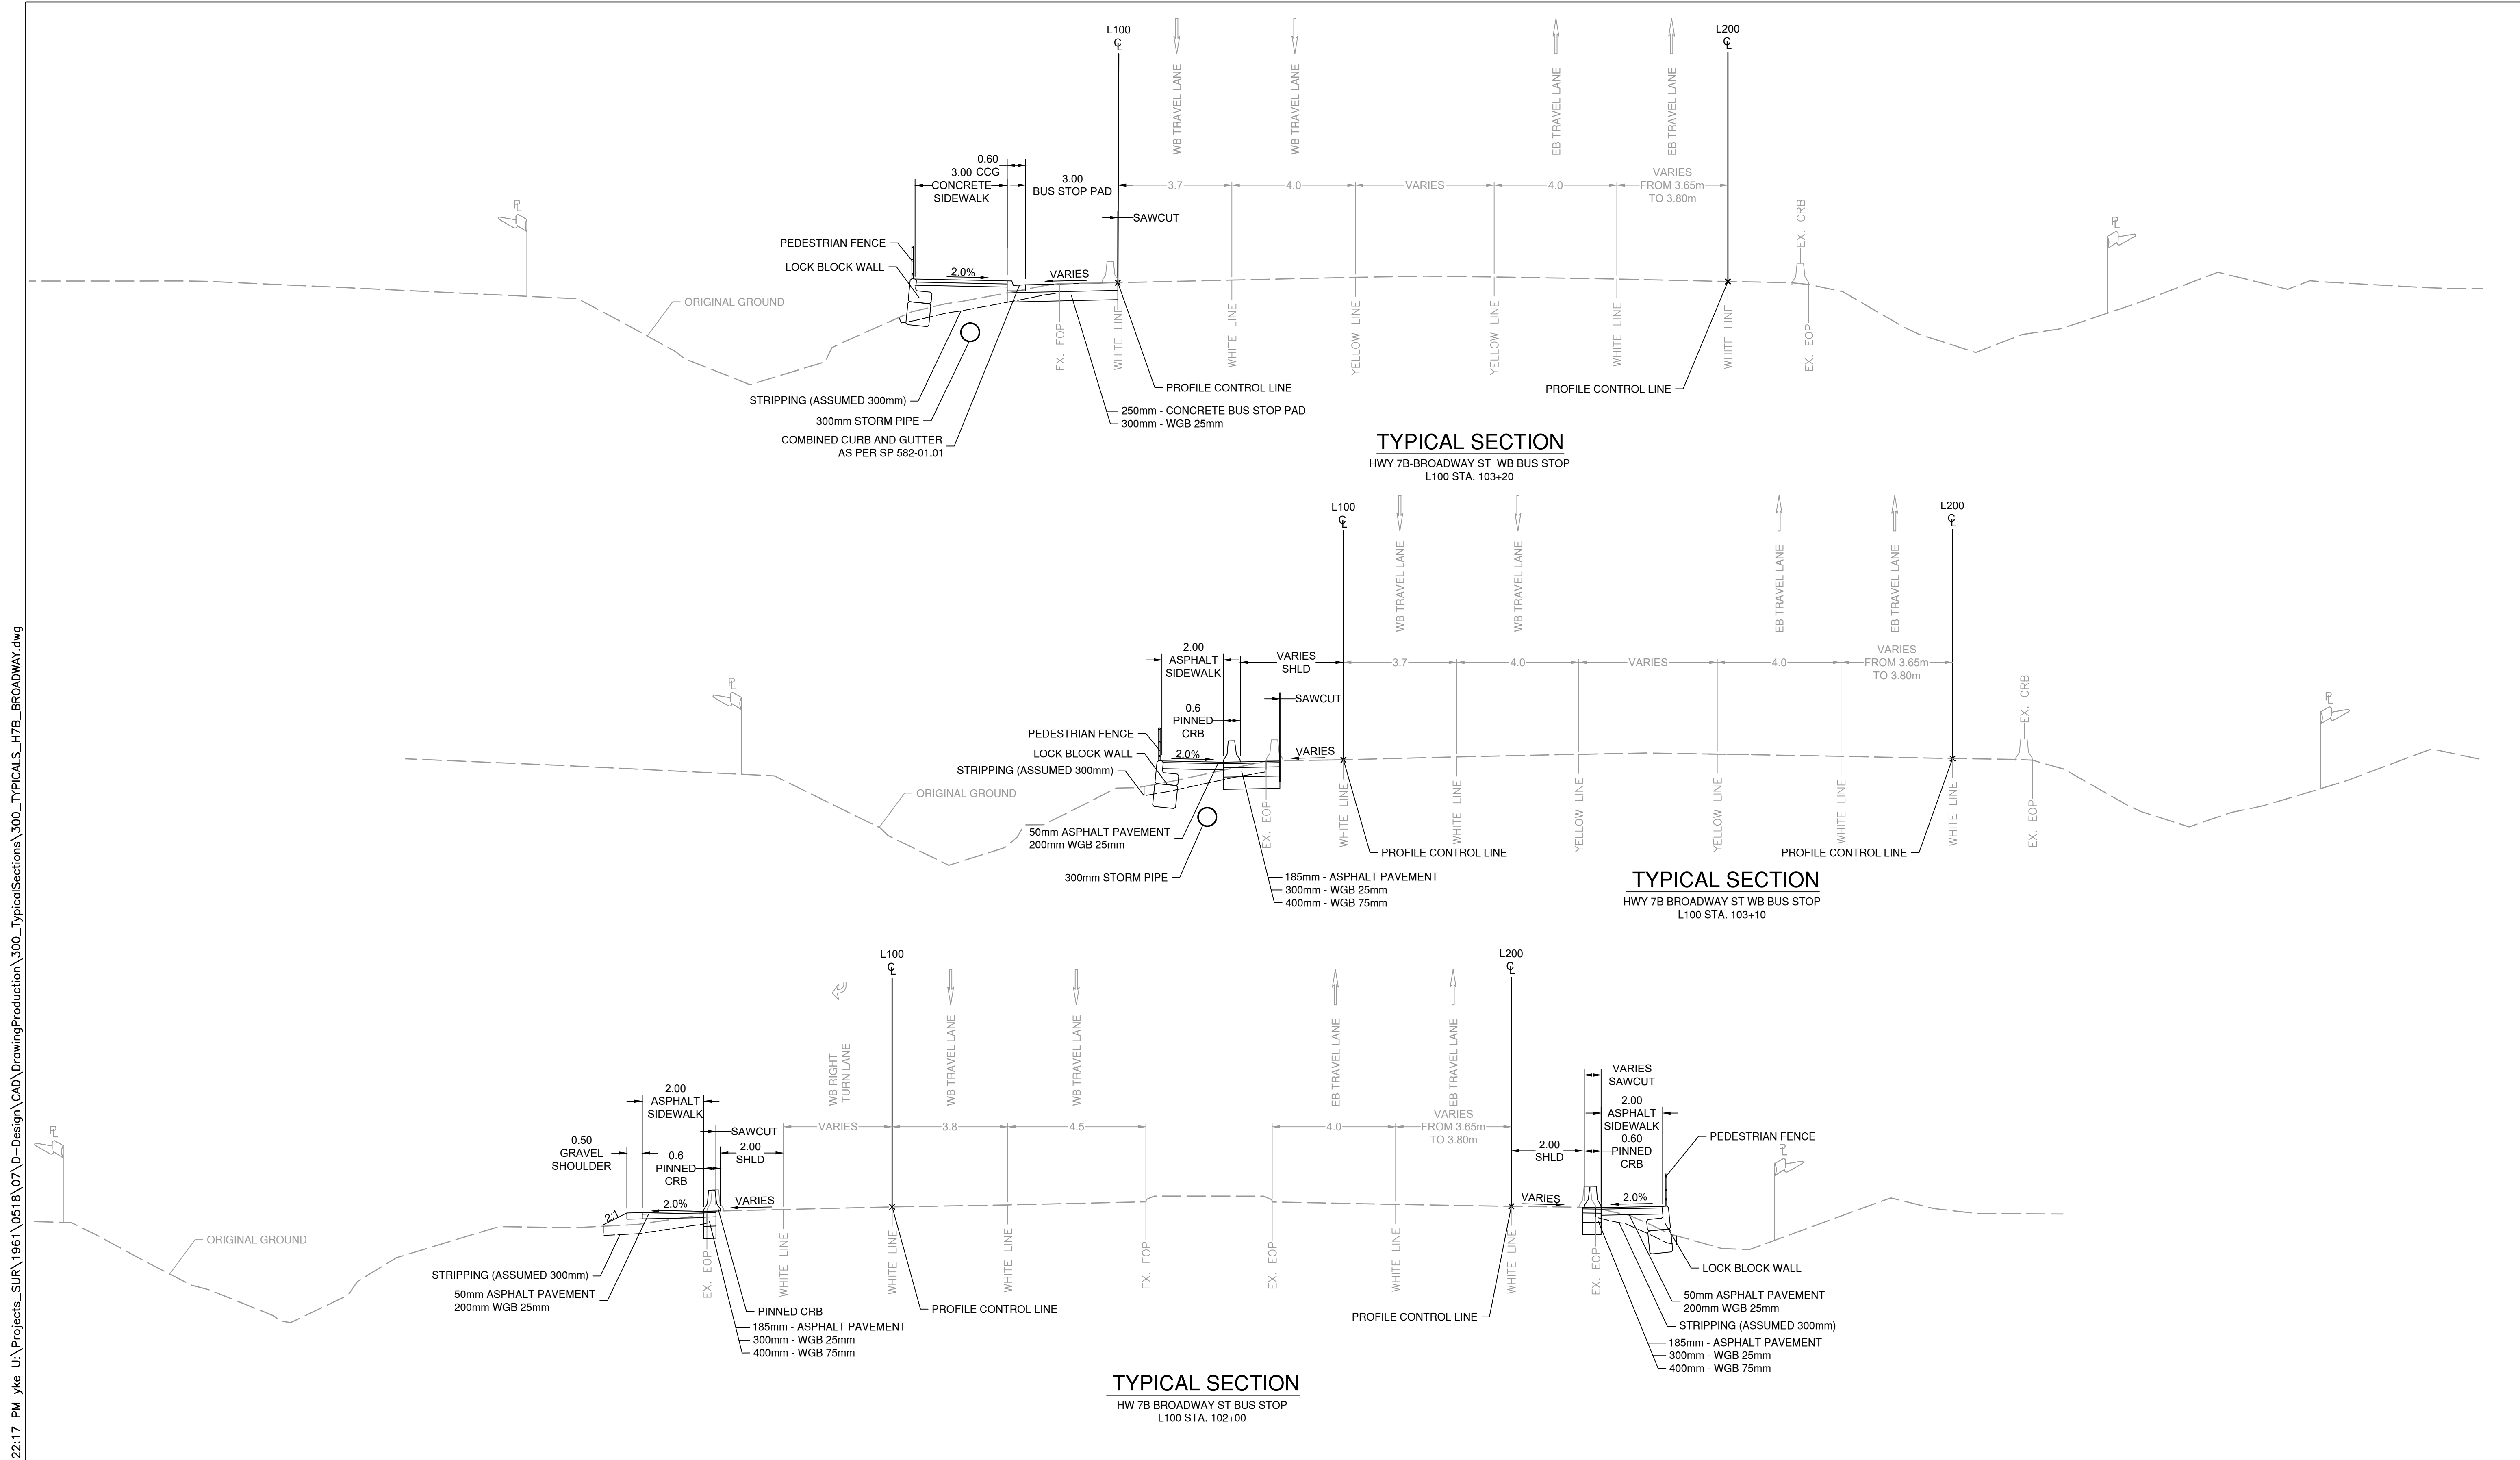 22:17 PM yke U:\Projects_SUR\1961\0518\07\D-Design\CAD\DrawingProduction\300_TypicalSections\300_TYPICALS_H7B_BROADWAY.dwg
L100
℄
L200
℄
WB TRAVEL LANE
WB TRAVEL LANE
EB TRAVEL LANE
EB TRAVEL LANE
0.60
CCG
3.00
CONCRETE
SIDEWALK
3.00
BUS STOP PAD
3.7
4.0
VARIES
4.0
VARIES
FROM 3.65m
TO 3.80m
SAWCUT
PL
PL
EX. CRB
PEDESTRIAN FENCE
LOCK BLOCK WALL
2.0%
VARIES
ORIGINAL GROUND
EX. EOP
WHITE LINE
WHITE LINE
YELLOW LINE
YELLOW LINE
WHITE LINE
WHITE LINE
EX. EOP
STRIPPING (ASSUMED 300mm)
300mm STORM PIPE
COMBINED CURB AND GUTTER
AS PER SP 582-01.01
PROFILE CONTROL LINE
250mm - CONCRETE BUS STOP PAD
300mm - WGB 25mm
PROFILE CONTROL LINE
TYPICAL SECTION
HWY 7B-BROADWAY ST WB BUS STOP
L100 STA. 103+20
L100
℄
L200
℄
WB TRAVEL LANE
WB TRAVEL LANE
EB TRAVEL LANE
EB TRAVEL LANE
2.00
ASPHALT
SIDEWALK
VARIES
SHLD
3.7
4.0
VARIES
4.0
VARIES
FROM 3.65m
TO 3.80m
SAWCUT
0.6
PINNED
CRB
PL
PL
EX. CRB
PEDESTRIAN FENCE
LOCK BLOCK WALL
STRIPPING (ASSUMED 300mm)
2.0%
VARIES
ORIGINAL GROUND
EX. EOP
WHITE LINE
WHITE LINE
YELLOW LINE
YELLOW LINE
WHITE LINE
WHITE LINE
EX. EOP
50mm ASPHALT PAVEMENT
200mm WGB 25mm
300mm STORM PIPE
PROFILE CONTROL LINE
185mm - ASPHALT PAVEMENT
300mm - WGB 25mm
400mm - WGB 75mm
PROFILE CONTROL LINE
TYPICAL SECTION
HWY 7B BROADWAY ST WB BUS STOP
L100 STA. 103+10
L100
℄
L200
℄
WB RIGHT
TURN LANE
WB TRAVEL LANE
WB TRAVEL LANE
EB TRAVEL LANE
EB TRAVEL LANE
2.00
ASPHALT
SIDEWALK
SAWCUT
VARIES
3.8
4.5
4.0
VARIES
FROM 3.65m
TO 3.80m
VARIES
SAWCUT
2.00
ASPHALT
SIDEWALK
0.60
PINNED
CRB
0.50
GRAVEL
SHOULDER
0.6
PINNED
CRB
2.00
SHLD
2.00
SHLD
PEDESTRIAN FENCE
PL
PL
2:1
2.0%
VARIES
VARIES
2.0%
ORIGINAL GROUND
EX. EOP
WHITE LINE
WHITE LINE
WHITE LINE
EX. EOP
EX. EOP
WHITE LINE
WHITE LINE
EX. EOP
STRIPPING (ASSUMED 300mm)
50mm ASPHALT PAVEMENT
200mm WGB 25mm
PINNED CRB
185mm - ASPHALT PAVEMENT
300mm - WGB 25mm
400mm - WGB 75mm
PROFILE CONTROL LINE
PROFILE CONTROL LINE
LOCK BLOCK WALL
50mm ASPHALT PAVEMENT
200mm WGB 25mm
STRIPPING (ASSUMED 300mm)
185mm - ASPHALT PAVEMENT
300mm - WGB 25mm
400mm - WGB 75mm
TYPICAL SECTION
HW 7B BROADWAY ST BUS STOP
L100 STA. 102+00